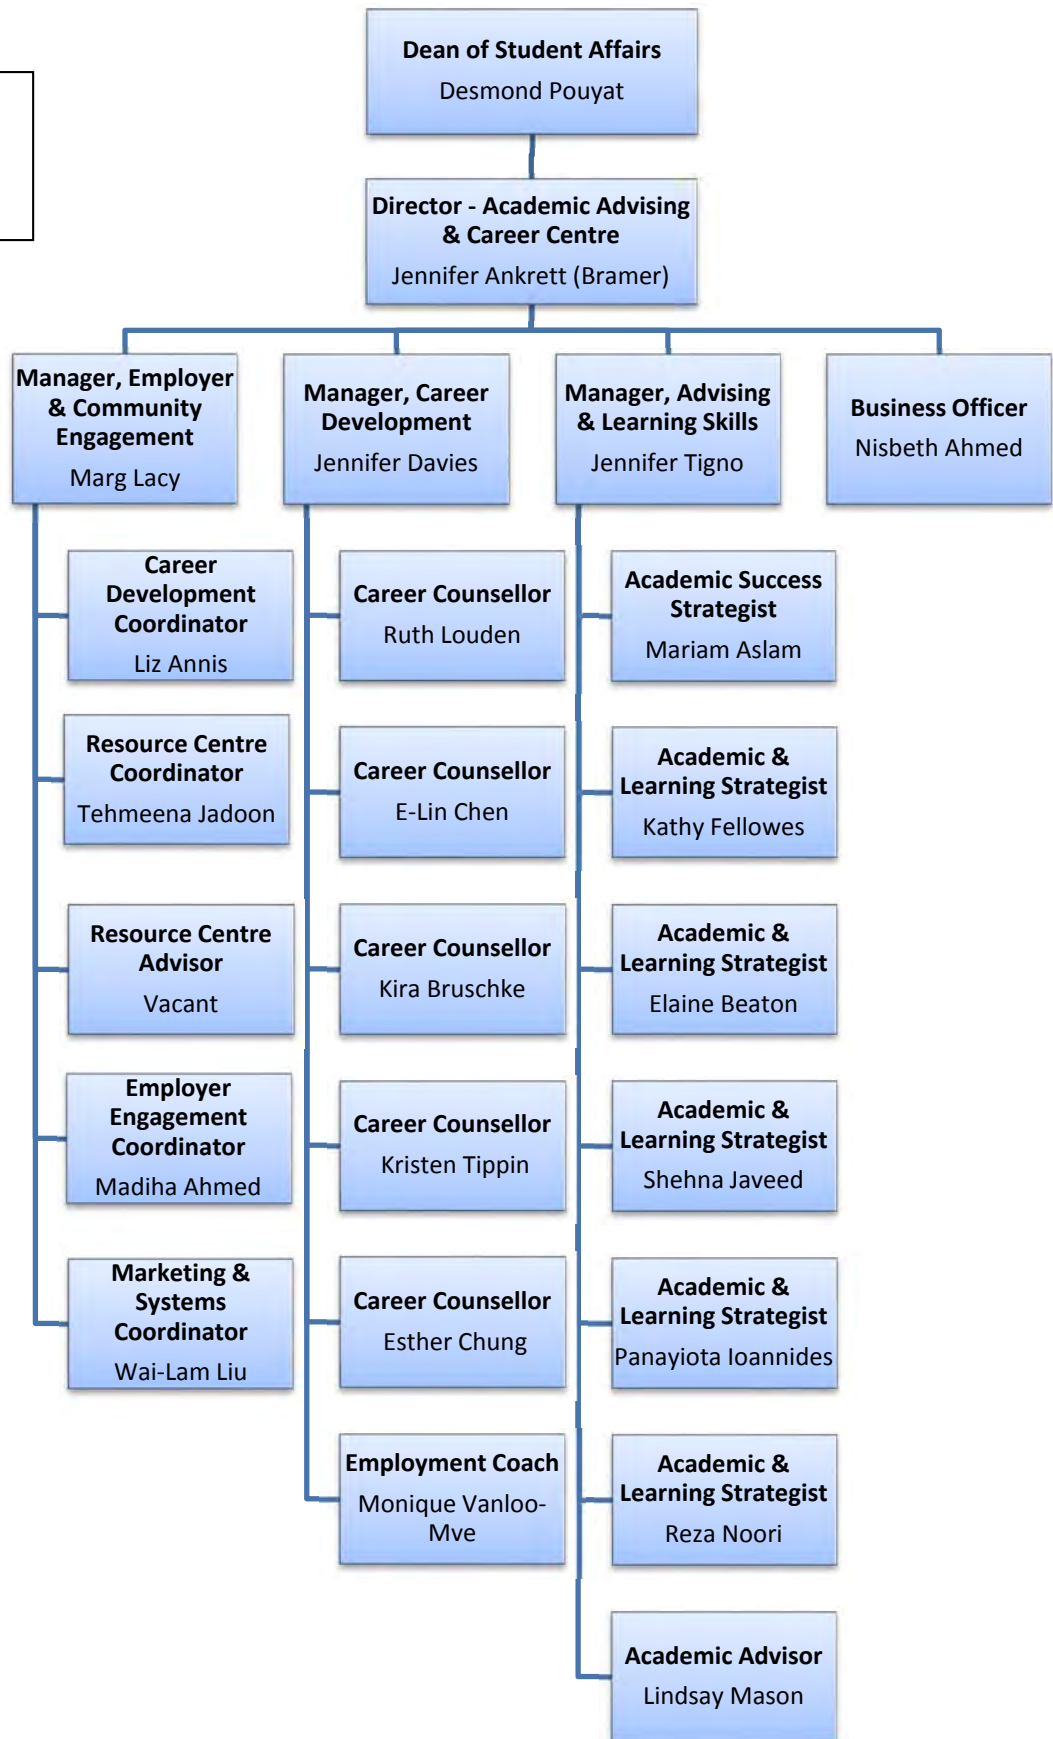 Dean of Student Affairs
Desmond Pouyat
Director - Academic Advising
& Career Centre
Jennifer Ankrett (Bramer)
Manager, Employer
& Community
Engagement
Marg Lacy
Manager, Career
Development
Jennifer Davies
Manager, Advising
& Learning Skills
Jennifer Tigno
Business Officer
Nisbeth Ahmed
Career
Development
Coordinator
Liz Annis
Resource Centre
Coordinator
Tehmeena Jadoon
Resource Centre
Advisor
Vacant
Employer
Engagement
Coordinator
Madiha Ahmed
Marketing &
Systems
Coordinator
Wai-Lam Liu
Career Counsellor
Ruth Louden
Career Counsellor
E-Lin Chen
Career Counsellor
Kira Bruschke
Career Counsellor
Kristen Tippin
Career Counsellor
Esther Chung
Employment Coach
Monique Vanloo-
Mve
Academic Success
Strategist
Mariam Aslam
Academic &
Learning Strategist
Kathy Fellowes
Academic &
Learning Strategist
Elaine Beaton
Academic &
Learning Strategist
Shehna Javeed
Academic &
Learning Strategist
Panayiota Ioannides
Academic &
Learning Strategist
Reza Noori
Academic Advisor
Lindsay Mason